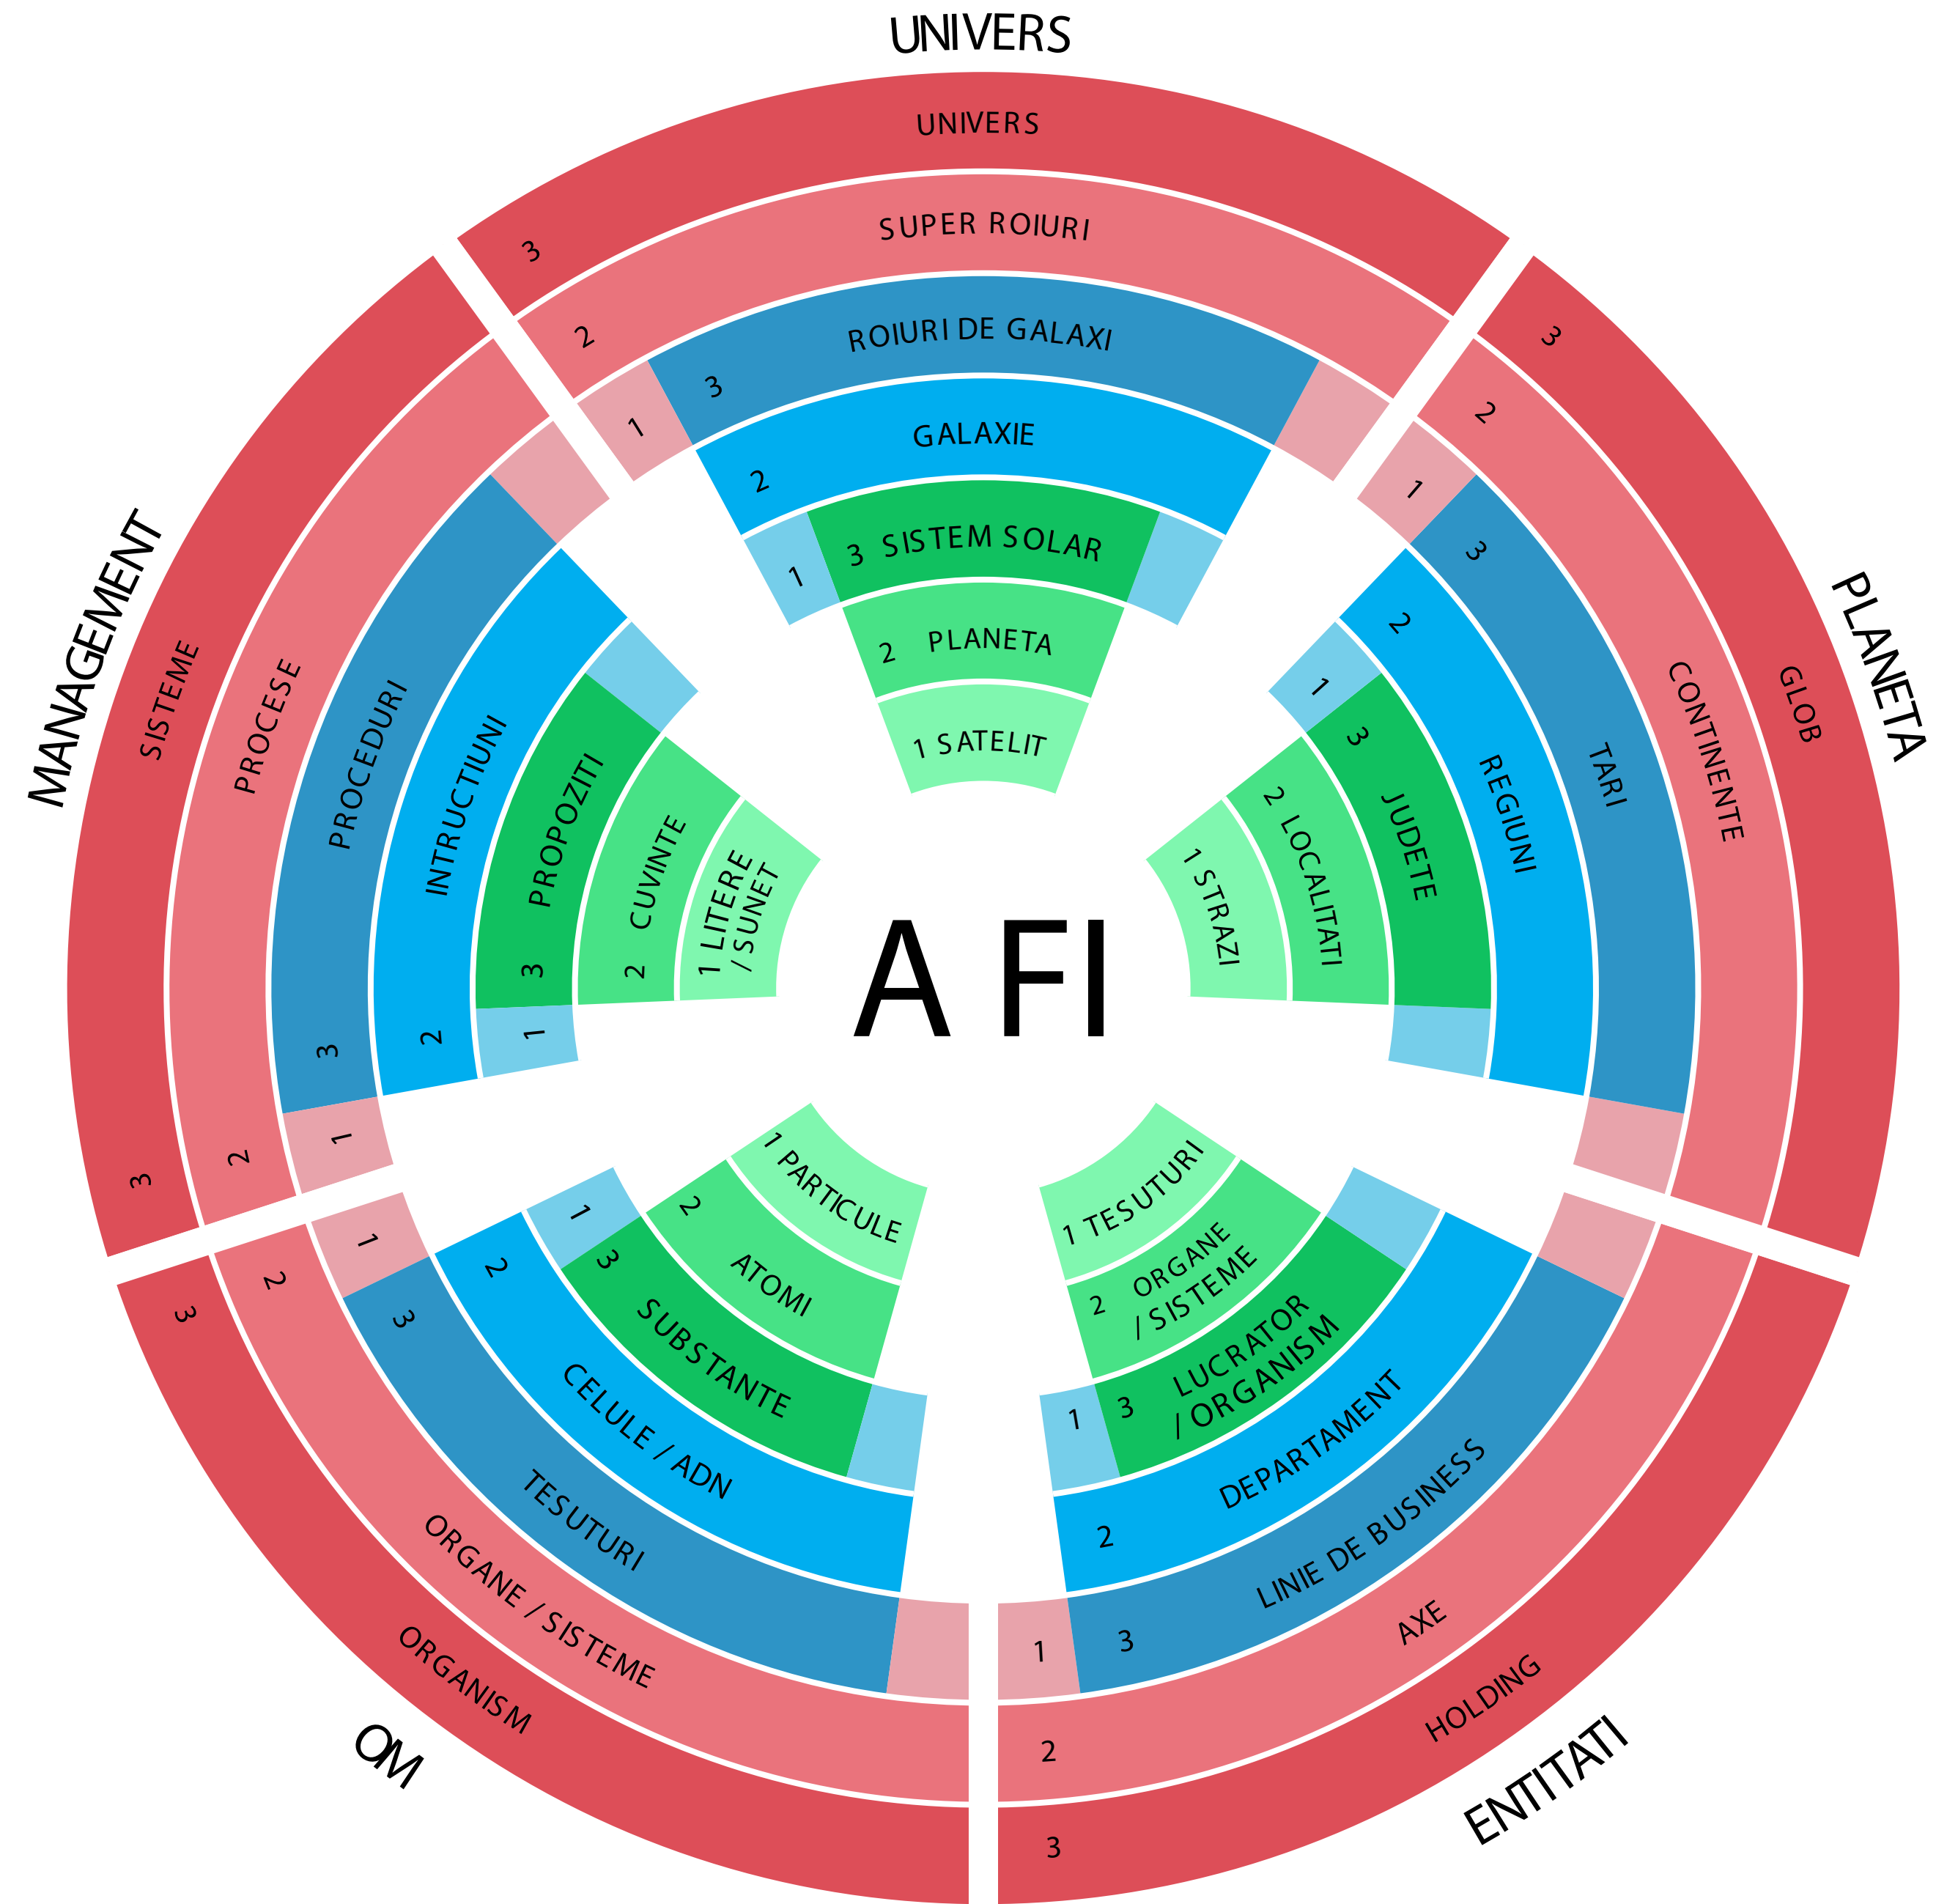 UNIVERS
UNIVERS
3
SUPER ROIURI
2
ROIURI DE GALAXI
1
3
GALAXIE
2
3 SISTEM SOLAR
1
2 PLANETA
1 SATELIT
PLANETA
3
GLOB
2
CONTINENTE
1
3
TARI
2
REGIUNI
1
3
JUDETE
2 LOCALITATI
1 STRAZI
ENTITATI
3
HOLDING
2
AXE
1
3
LINIE DE BUSINESS
2
DEPARTAMENT
1
3
LUCRATOR
/ ORGANISM
2
ORGANE
/ SISTEME
1 TESUTURI
OM
3
ORGANISM
2
ORGANE / SISTEME
1
3
TESUTURI
2
CELULE / ADN
1
3
SUBSTANTE
2
ATOMI
1 PARTICULE
MANAGEMENT
3
SISTEME
2
PROCESE
1
3
PROCEDURI
2
INTRUCTIUNI
1
3
PROPOZITI
2
CUVINTE
1 LITERE
/ SUNET
A FI